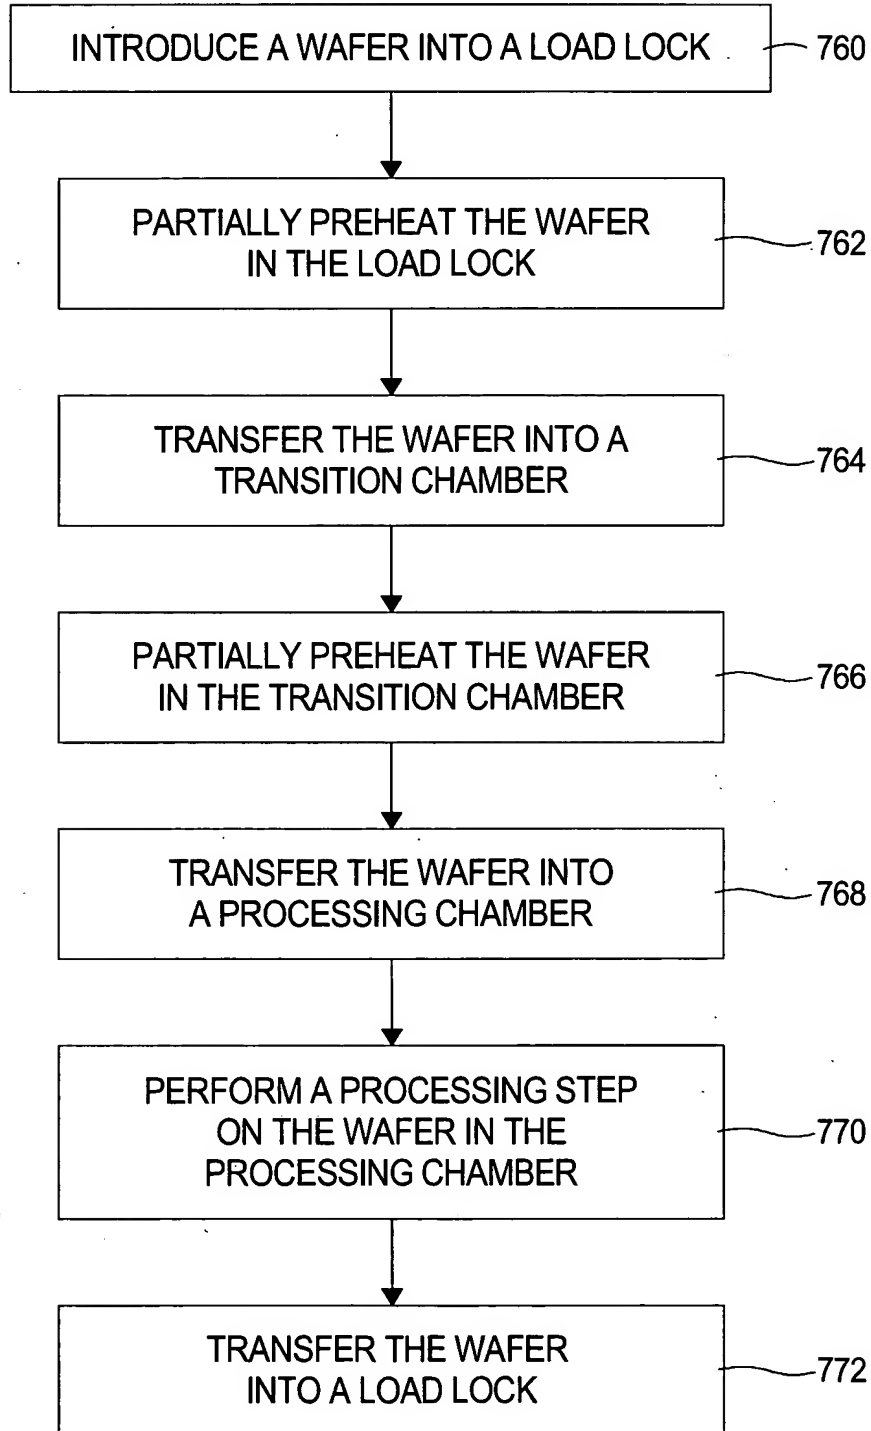 INTRODUCE A WAFER INTO A LOAD LOCK
760
PARTIALLY PREHEAT THE WAFER
IN THE LOAD LOCK
762
TRANSFER THE WAFER INTO A
TRANSITION CHAMBER
764
PARTIALLY PREHEAT THE WAFER
IN THE TRANSITION CHAMBER
766
TRANSFER THE WAFER INTO
A PROCESSING CHAMBER
768
PERFORM A PROCESSING STEP
ON THE WAFER IN THE
PROCESSING CHAMBER
770
TRANSFER THE WAFER
INTO A LOAD LOCK
772